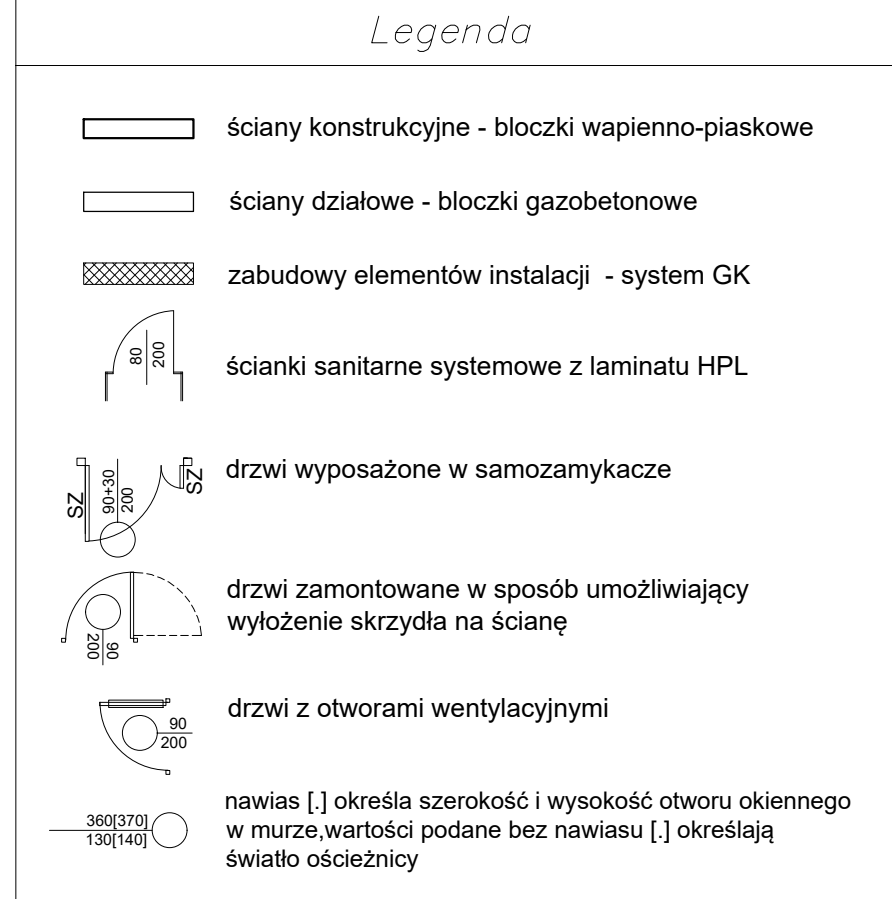 Legenda
ściany konstrukcyjne - bloczki wapienno-piaskowe
ściany działowe - bloczki gazobetonowe
zabudowy elementów instalacji - system GK
80
200
ścianki sanitarne systemowe z laminatu HPL
SZ
90+30
200
SZ
drzwi wyposażone w samozamykacze
90
200
drzwi zamontowane w sposób umożliwiający
wyłożenie skrzydła na ścianę
90
200
drzwi z otworami wentylacyjnymi
360[370]
130[140]
nawias [.] określa szerokość i wysokość otworu okiennego
w murze,wartości podane bez nawiasu [.] określają
światło ościeżnicy